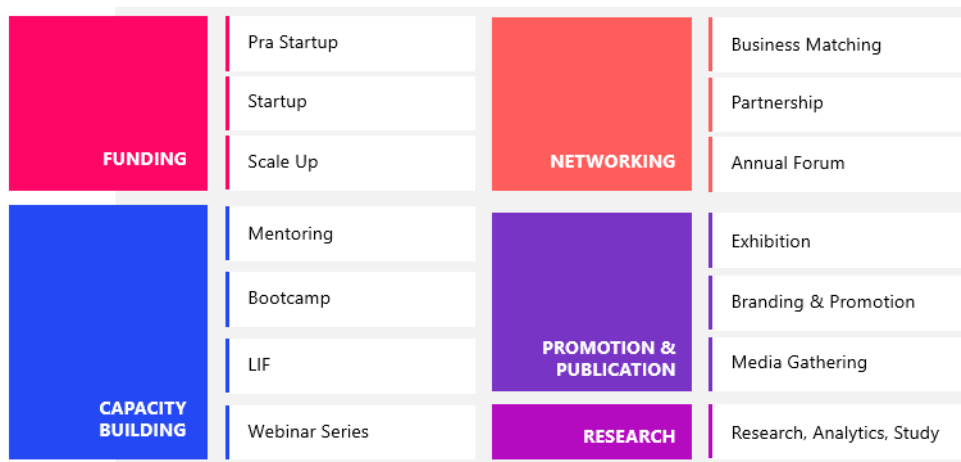 FUNDING
Pra Startup
Startup
Scale Up
NETWORKING
Business Matching
Partnership
Annual Forum
CAPACITY
BUILDING
Mentoring
Bootcamp
LIF
Webinar Series
PROMOTION &
PUBLICATION
Exhibition
Branding & Promotion
Media Gathering
RESEARCH
Research, Analytics, Study